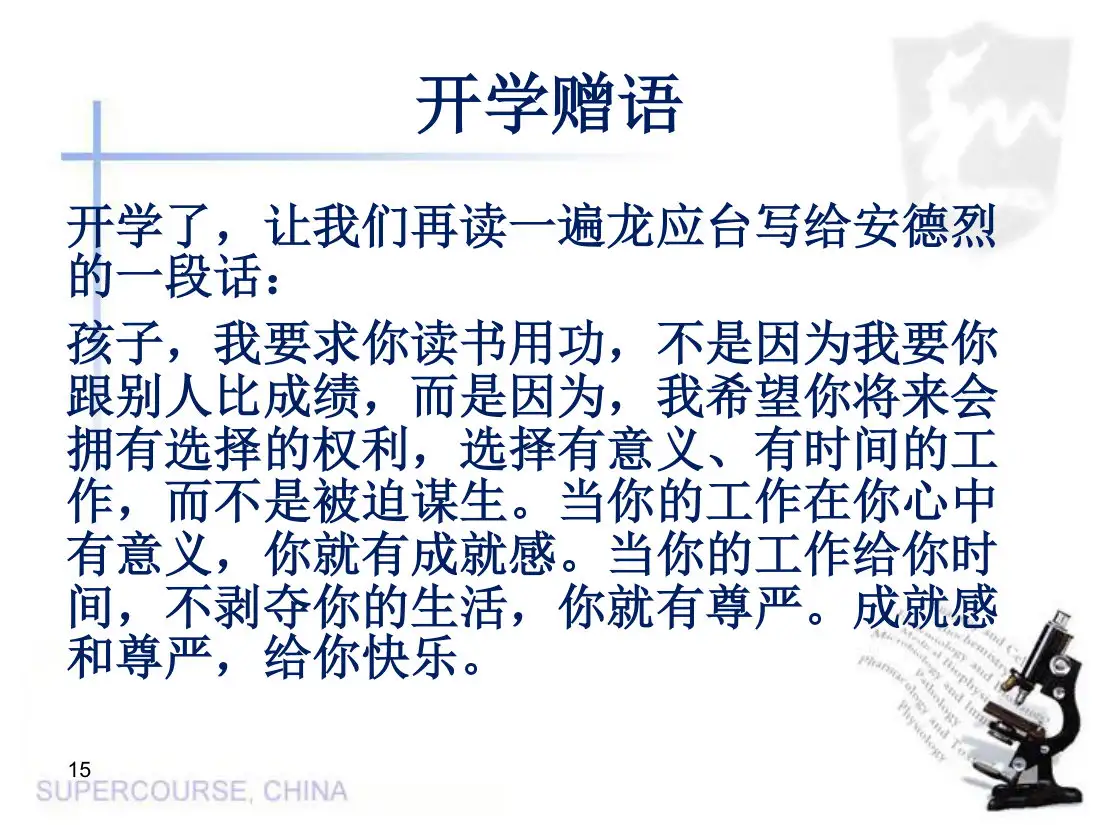 开学赠语
开学了，让我们再读一遍龙应台写给安德烈
的一段话：
孩子，我要求你读书用功，不是因为我要你
跟别人比成绩，而是因为，我希望你将来会
拥有选择的权利，选择有意义、有时间的工
作，而不是被迫谋生。当你的工作在你心中
有意义，你就有成就感。当你的工作给你时
间，不剥夺你的生活，你就有尊严。成就感
和尊严，给你快乐。
15
SUPERCOURSE, CHINA